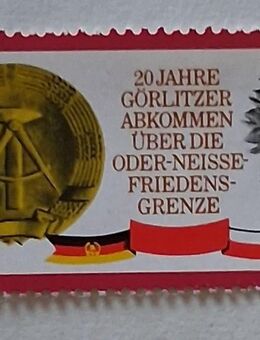 20 JAHRE
GÖRLITZER
ABKOMMEN
ÜBER DIE
ODER-NEISSE-
FRIEDENS-
GRENZE